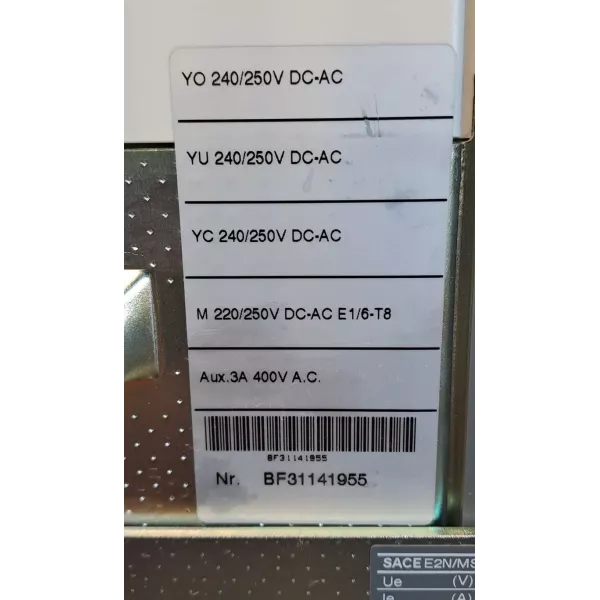 YO 240/250V DC-AC
YU 240/250V DC-AC
YC 240/250V DC-AC
M 220/250V DC-AC E1/6-T8
Aux.3A 400V A.C.
BF31141955
Nr. BF31141955
SACE E2N/MS
Ue (V)
Ie (A)